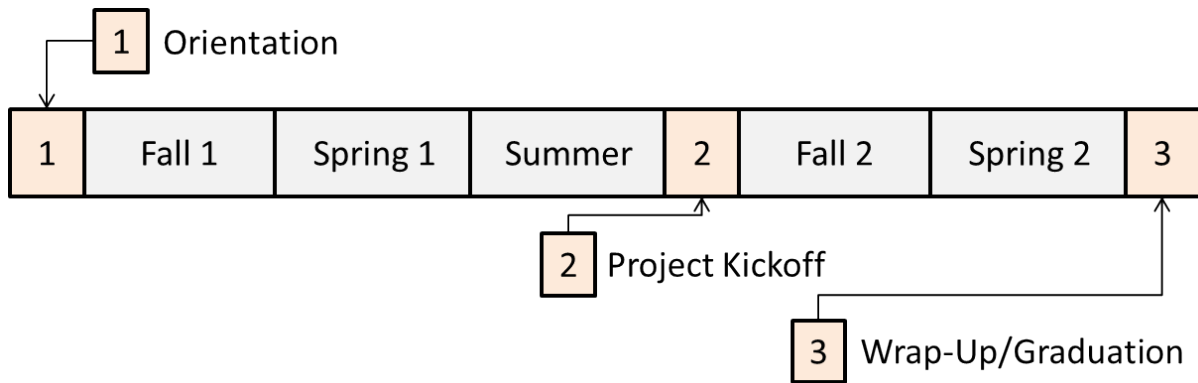 1 Orientation
1 Fall 1 Spring 1 Summer 2 Fall 2 Spring 2 3
2 Project Kickoff
3 Wrap-Up/Graduation